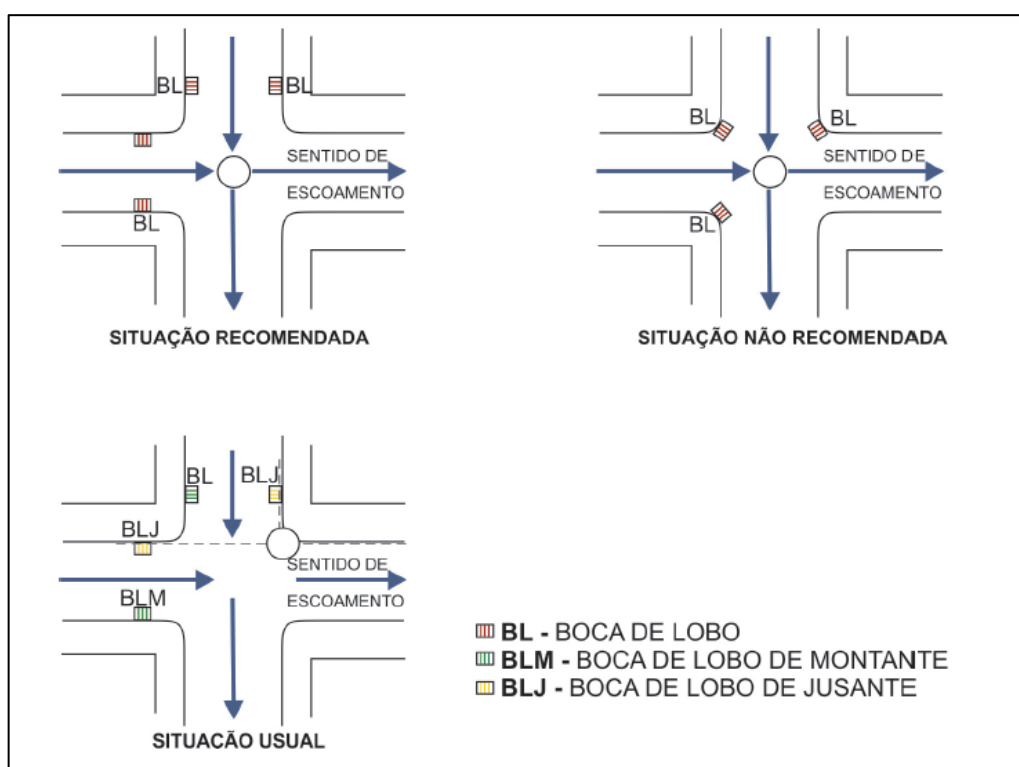 BL
BL
SENTIDO DE
ESCOAMENTO
BL
SITUAÇÃO RECOMENDADA
BL
BL
SENTIDO DE
ESCOAMENTO
BL
SITUAÇÃO NÃO RECOMENDADA
BL
BLJ
BLJ
SENTIDO DE
BLM
ESCOAMENTO
SITUAÇÃO USUAL
BL - BOCA DE LOBO
BLM - BOCA DE LOBO DE MONTANTE
BLJ - BOCA DE LOBO DE JUSANTE